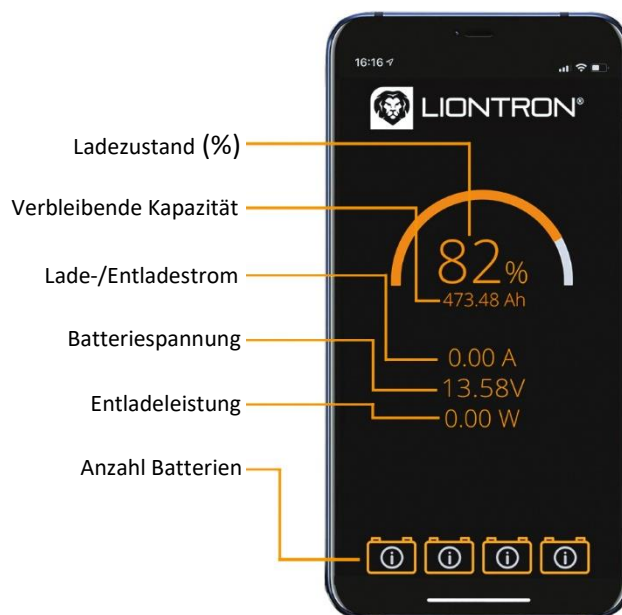 16:16
LIONTRON®
Ladezustand (%)
Verbleibende Kapazität
82%
Lade-/Entladestrom
473.48 Ah
Batteriespannung
0.00 A
13.58V
Entladeleistung
0.00 W
Anzahl Batterien
i i i i